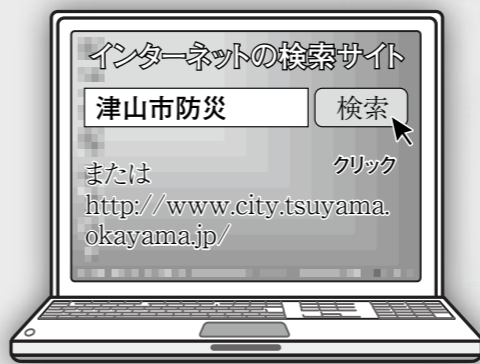 インターネットの検索サイト
津山市防災 検索
クリック
または
http://www.city.tsuyama.
okayama.jp/